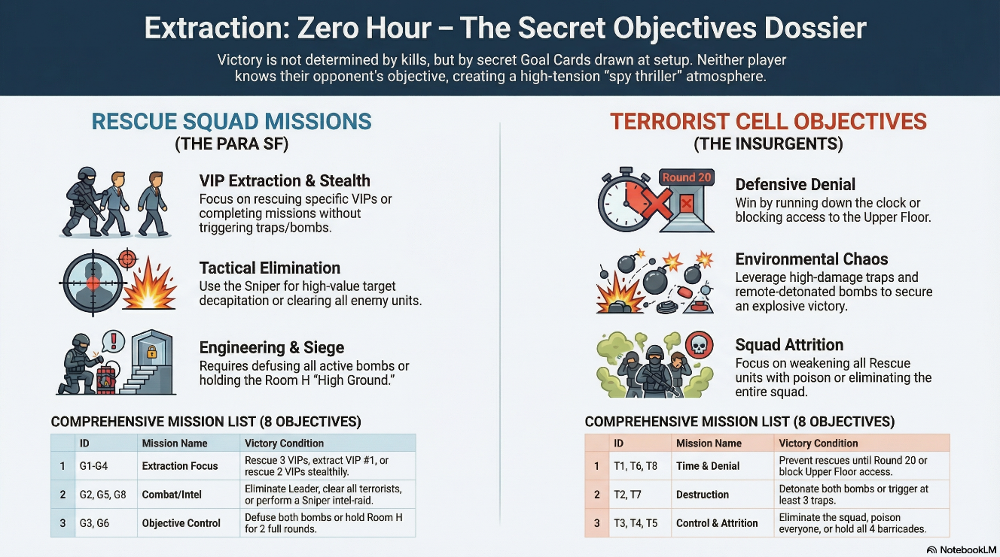 Extraction: Zero Hour – The Secret Objectives Dossier
Victory is not determined by kills, but by secret Goal Cards drawn at setup. Neither player
knows their opponent's objective, creating a high-tension "spy thriller" atmosphere.
RESCUE SQUAD MISSIONS
(THE PARA SF)
VIP Extraction & Stealth
Focus on rescuing specific VIPs or
completing missions without
triggering traps/bombs.
Tactical Elimination
Use the Sniper for high-value target
decapitation or clearing all enemy units.
!
Engineering & Siege
Requires defusing all active bombs or
holding the Room H "High Ground."
COMPREHENSIVE MISSION LIST (8 OBJECTIVES)
ID Mission Name Victory Condition
1 G1-G4 Extraction Focus Rescue 3 VIPs, extract VIP #1, or
rescue 2 VIPs stealthily.
2 G2, G5, G8 Combat/Intel Eliminate Leader, clear all terrorists,
or perform a Sniper intel-raid.
3 G3, G6 Objective Control Defuse both bombs or hold Room H
for 2 full rounds.
TERRORIST CELL OBJECTIVES
(THE INSURGENTS)
Round 20
Defensive Denial
Win by running down the clock or
blocking access to the Upper Floor.
Environmental Chaos
Leverage high-damage traps and
remote-detonated bombs to secure
an explosive victory.
Squad Attrition
Focus on weakening all Rescue
units with poison or eliminating the
entire squad.
COMPREHENSIVE MISSION LIST (8 OBJECTIVES)
ID Mission Name Victory Condition
1 T1, T6, T8 Time & Denial Prevent rescues until Round 20 or
block Upper Floor access.
2 T2, T7 Destruction Detonate both bombs or trigger at
least 3 traps.
3 T3, T4, T5 Control & Attrition Eliminate the squad, poison
everyone, or hold all 4 barricades.
NotebookLM